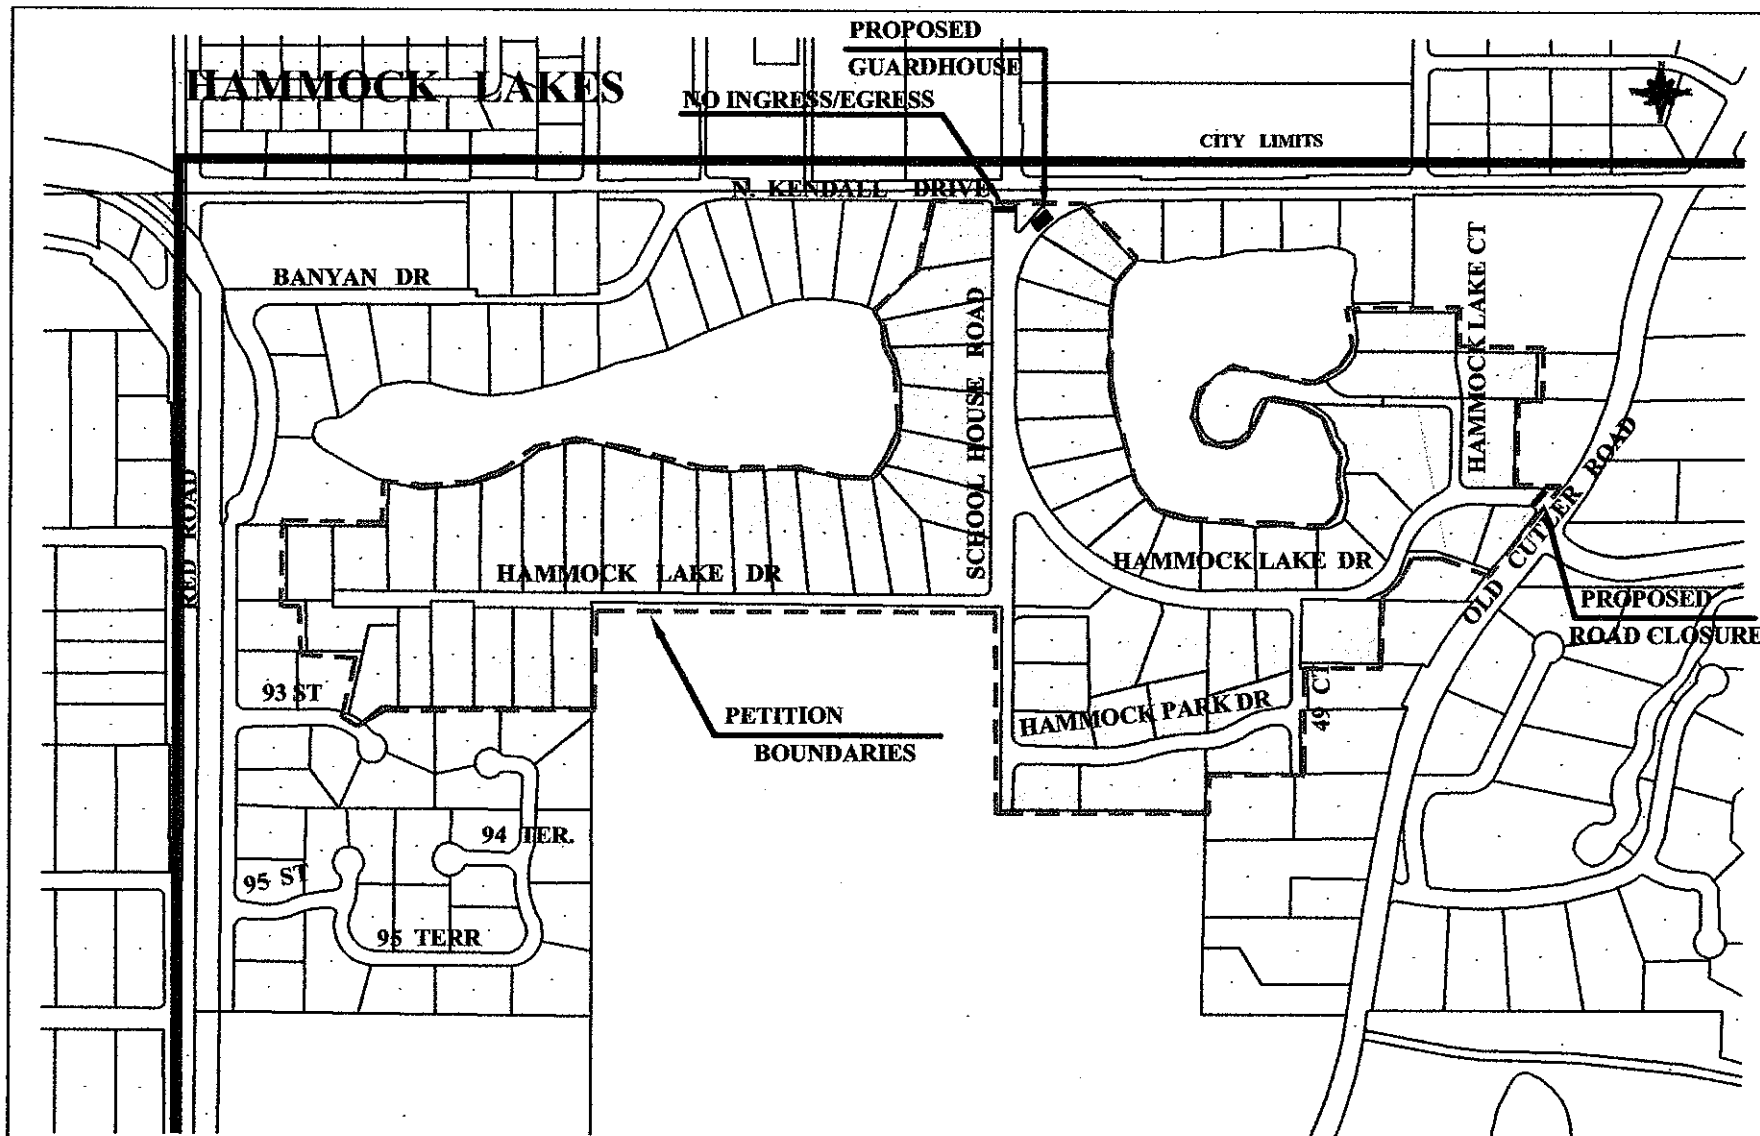 PROPOSED
GUARDHOUSE
HAMMOCK LAKES
NO INGRESS/EGRESS
CITY LIMITS
N. KENDALL DRIVE
BANYAN DR
HAMMOCK LAKE CT
SCHOOL HOUSE ROAD
RED ROAD
OLD CUTLER ROAD
HAMMOCK LAKE DR
HAMMOCK LAKE DR
PROPOSED
ROAD CLOSURE
93 ST
HAMMOCK PARK DR
49 CT
PETITION
BOUNDARIES
94 TER.
95 ST
95 TERR